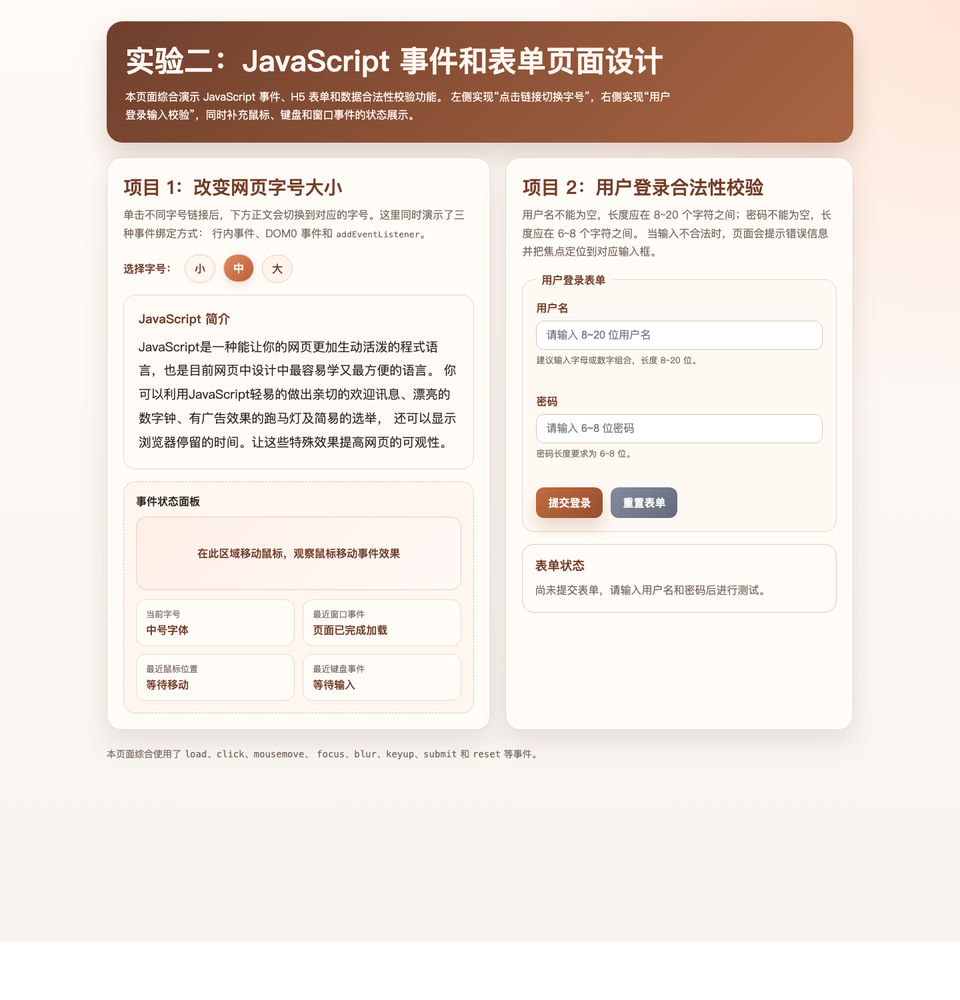 实验二：JavaScript 事件和表单页面设计
本页面综合演示 JavaScript 事件、H5 表单和数据合法性校验功能。 左侧实现“点击链接切换字号”，右侧实现“用户
登录输入校验”，同时补充鼠标、键盘和窗口事件的状态展示。
项目 1：改变网页字号大小
单击不同字号链接后，下方正文会切换到对应的字号。这里同时演示了三
种事件绑定方式： 行内事件、DOM0 事件和 addEventListener。
选择字号：
小
中
大
JavaScript 简介
JavaScript是一种能让你的网页更加生动活泼的程式语
言，也是目前网页中设计中最容易学又最方便的语言。 你
可以利用JavaScript轻易的做出亲切的欢迎讯息、漂亮的
数字钟、有广告效果的跑马灯及简易的选举， 还可以显示
浏览器停留的时间。让这些特殊效果提高网页的可观性。
事件状态面板
在此区域移动鼠标，观察鼠标移动事件效果
当前字号
中号字体
最近窗口事件
页面已完成加载
最近鼠标位置
等待移动
最近键盘事件
等待输入
项目 2：用户登录合法性校验
用户名不能为空，长度应在 8~20 个字符之间；密码不能为空，长
度应在 6~8 个字符之间。 当输入不合法时，页面会提示错误信息
并把焦点定位到对应输入框。
用户登录表单
用户名
请输入 8~20 位用户名
建议输入字母或数字组合，长度 8~20 位。
密码
请输入 6~8 位密码
密码长度要求为 6~8 位。
提交登录
重置表单
表单状态
尚未提交表单，请输入用户名和密码后进行测试。
本页面综合使用了 load、click、mousemove、 focus、blur、keyup、submit 和 reset 等事件。